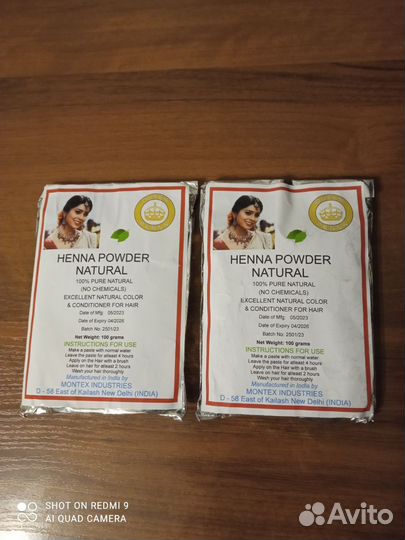 HENNA POWDER
NATURAL
100% PURE NATURAL
(NO CHEMICALS)
EXCELLENT NATURAL COLOR
& CONDITIONER FOR HAIR
Date of Mfg: 05/2023
Date of Expiry 04/2026
Batch No: 2501/23
Net Weight: 100 grams
INSTRUCTIONS FOR USE
Make a paste with normal water
Leave the paste for atleast 4 hours
Apply on the Hair with a brush
Leave on hair for atleast 2 hours
Wash your hair thoroughly
Manufactured in India by
MONTEX INDUSTRIES
D - 58 East of Kailash New Delhi (INDIA)
HENNA POWDER
NATURAL
100% PURE NATURAL
(NO CHEMICALS)
EXCELLENT NATURAL COLOR
& CONDITIONER FOR HAIR
Date of Mfg: 05/2023
Date of Expiry 04/2026
Batch No: 2501/23
Net Weight: 100 grams
INSTRUCTIONS FOR USE
Make a paste with normal water
Leave the paste for atleast 4 hours
Apply on the Hair with a brush
Leave on hair for atleast 2 hours
Wash your hair thoroughly
Manufactured in India by
MONTEX INDUSTRIES
D - 58 East of Kailash New Delhi (INDIA)
SHOT ON REDMI 9
AI QUAD CAMERA
Avito